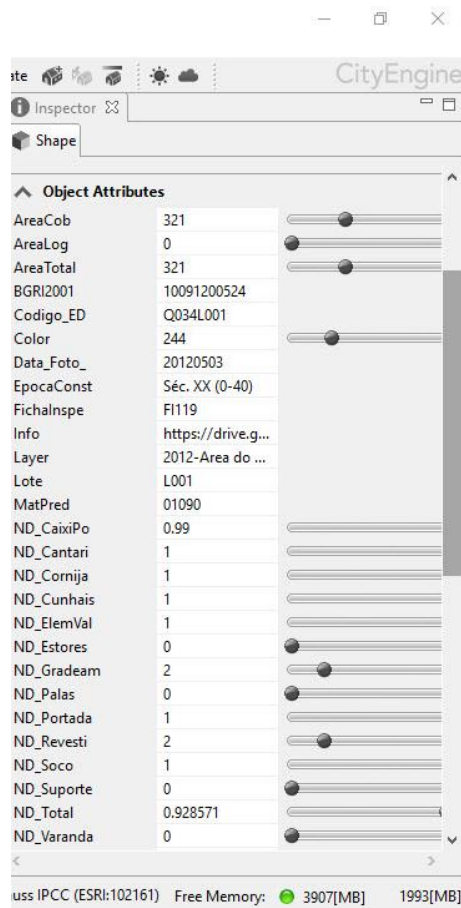 ate CityEngine
Inspector
Shape
Object Attributes
AreaCob 321
AreaLog 0
AreaTotal 321
BGRI2001 10091200524
Codigo_ED Q034L001
Color 244
Data_Foto_ 20120503
EpocaConst Séc. XX (0-40)
FichaInspe FI119
Info https://drive.g...
Layer 2012-Area do ...
Lote L001
MatPred 01090
ND_CaixiPo 0.99
ND_Cantari 1
ND_Cornija 1
ND_Cunhais 1
ND_ElemVal 1
ND_Estores 0
ND_Gradeam 2
ND_Palas 0
ND_Portada 1
ND_Revesti 2
ND_Soco 1
ND_Suporte 0
ND_Total 0.928571
ND_Varanda 0
uss IPCC (ESRI:102161) Free Memory: 3907[MB] 1993[MB]